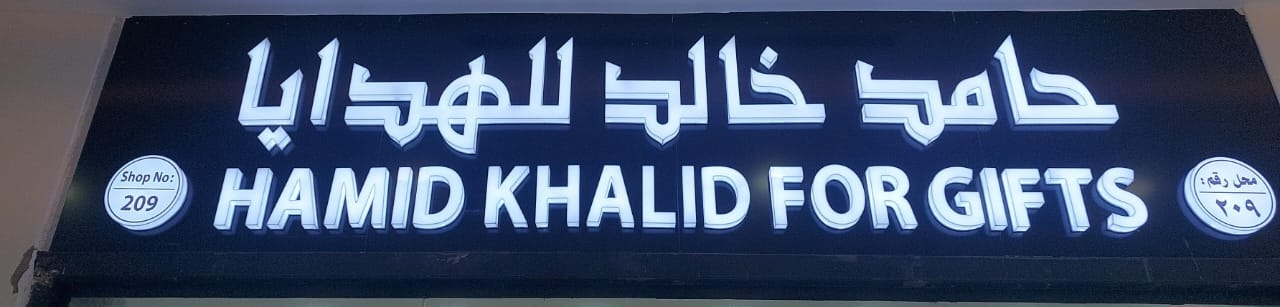 حامد خالد للهدايا
HAMID KHALID FOR GIFTS
Shop No:
209
محل رقم:
٢٠٩